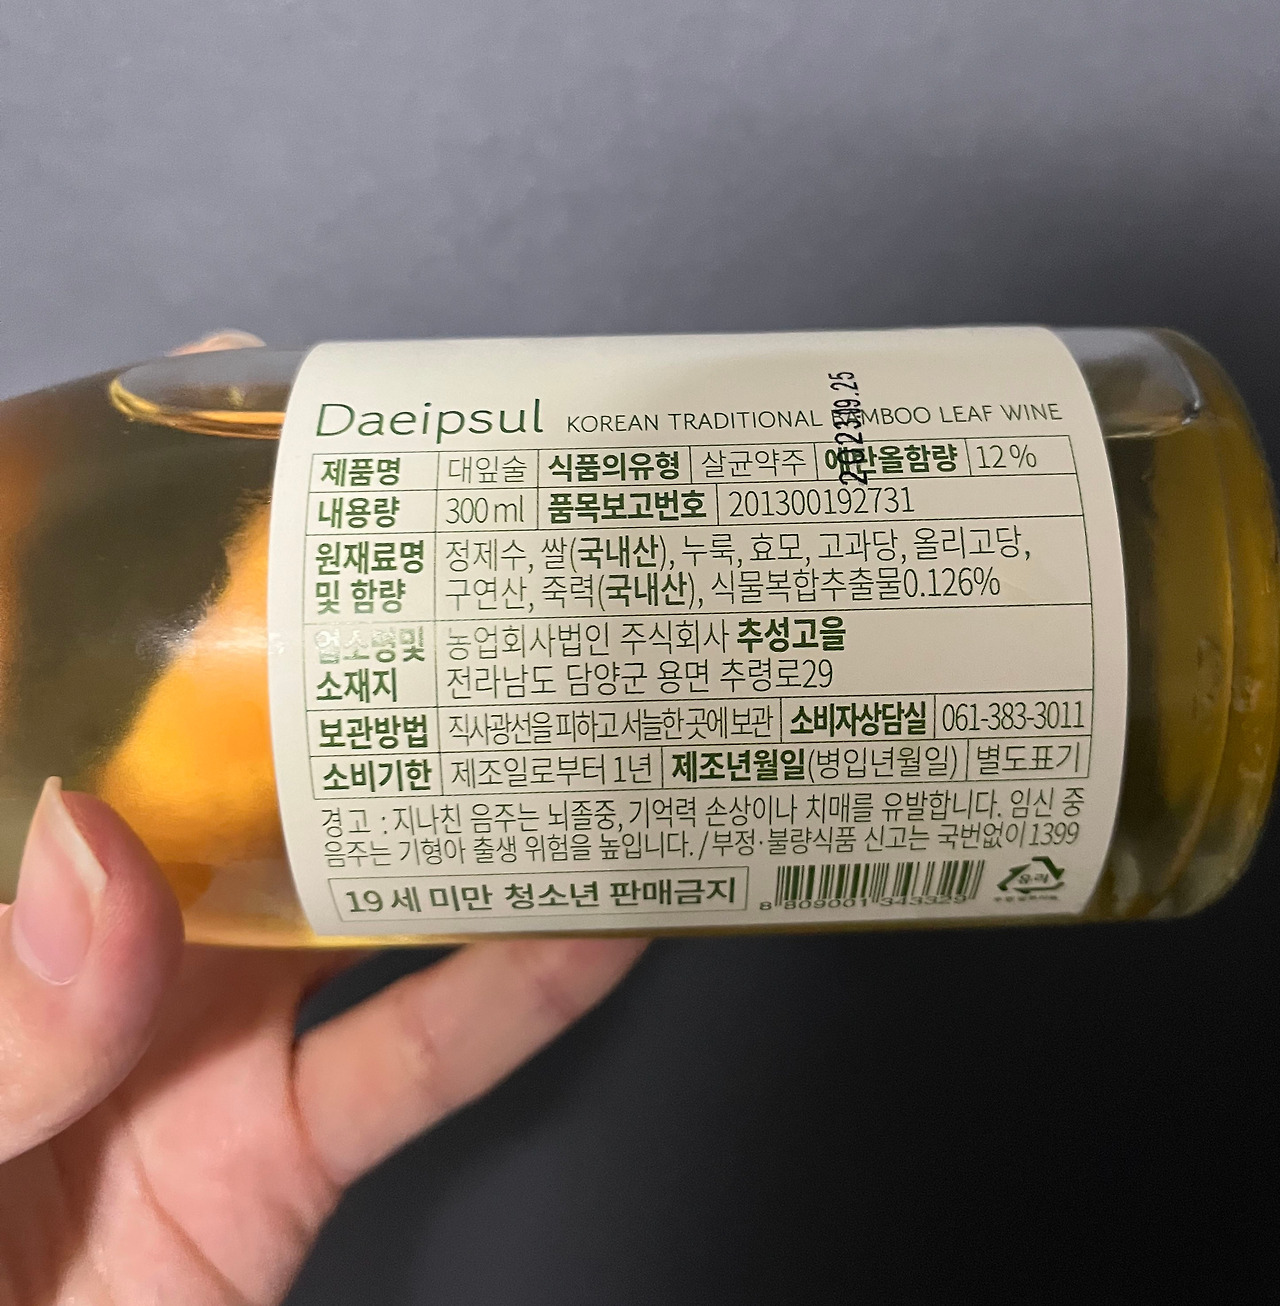 Daeipsul KOREAN TRADITIONAL BAMBOO LEAF WINE
제품명 대잎술 식품의유형 살균약주 에탄올함량 12%
내용량 300ml 품목보고번호 201300192731
원재료명 정제수, 쌀(국내산), 누룩, 효모, 고과당, 올리고당,
및 함량 구연산, 죽력(국내산), 식물복합추출물0.126%
업소명및 농업회사법인 주식회사 추성고을
소재지 전라남도 담양군 용면 추령로29
보관방법 직사광선을 피하고 서늘한 곳에 보관 소비자상담실 061-383-3011
소비기한 제조일로부터 1년 제조년월일(병입년월일) 별도표기
경고 : 지나친 음주는 뇌졸중, 기억력 손상이나 치매를 유발합니다. 임신 중
음주는 기형아 출생 위험을 높입니다. / 부정·불량식품 신고는 국번없이 1399
19세 미만 청소년 판매금지
8 809001 343329
유리